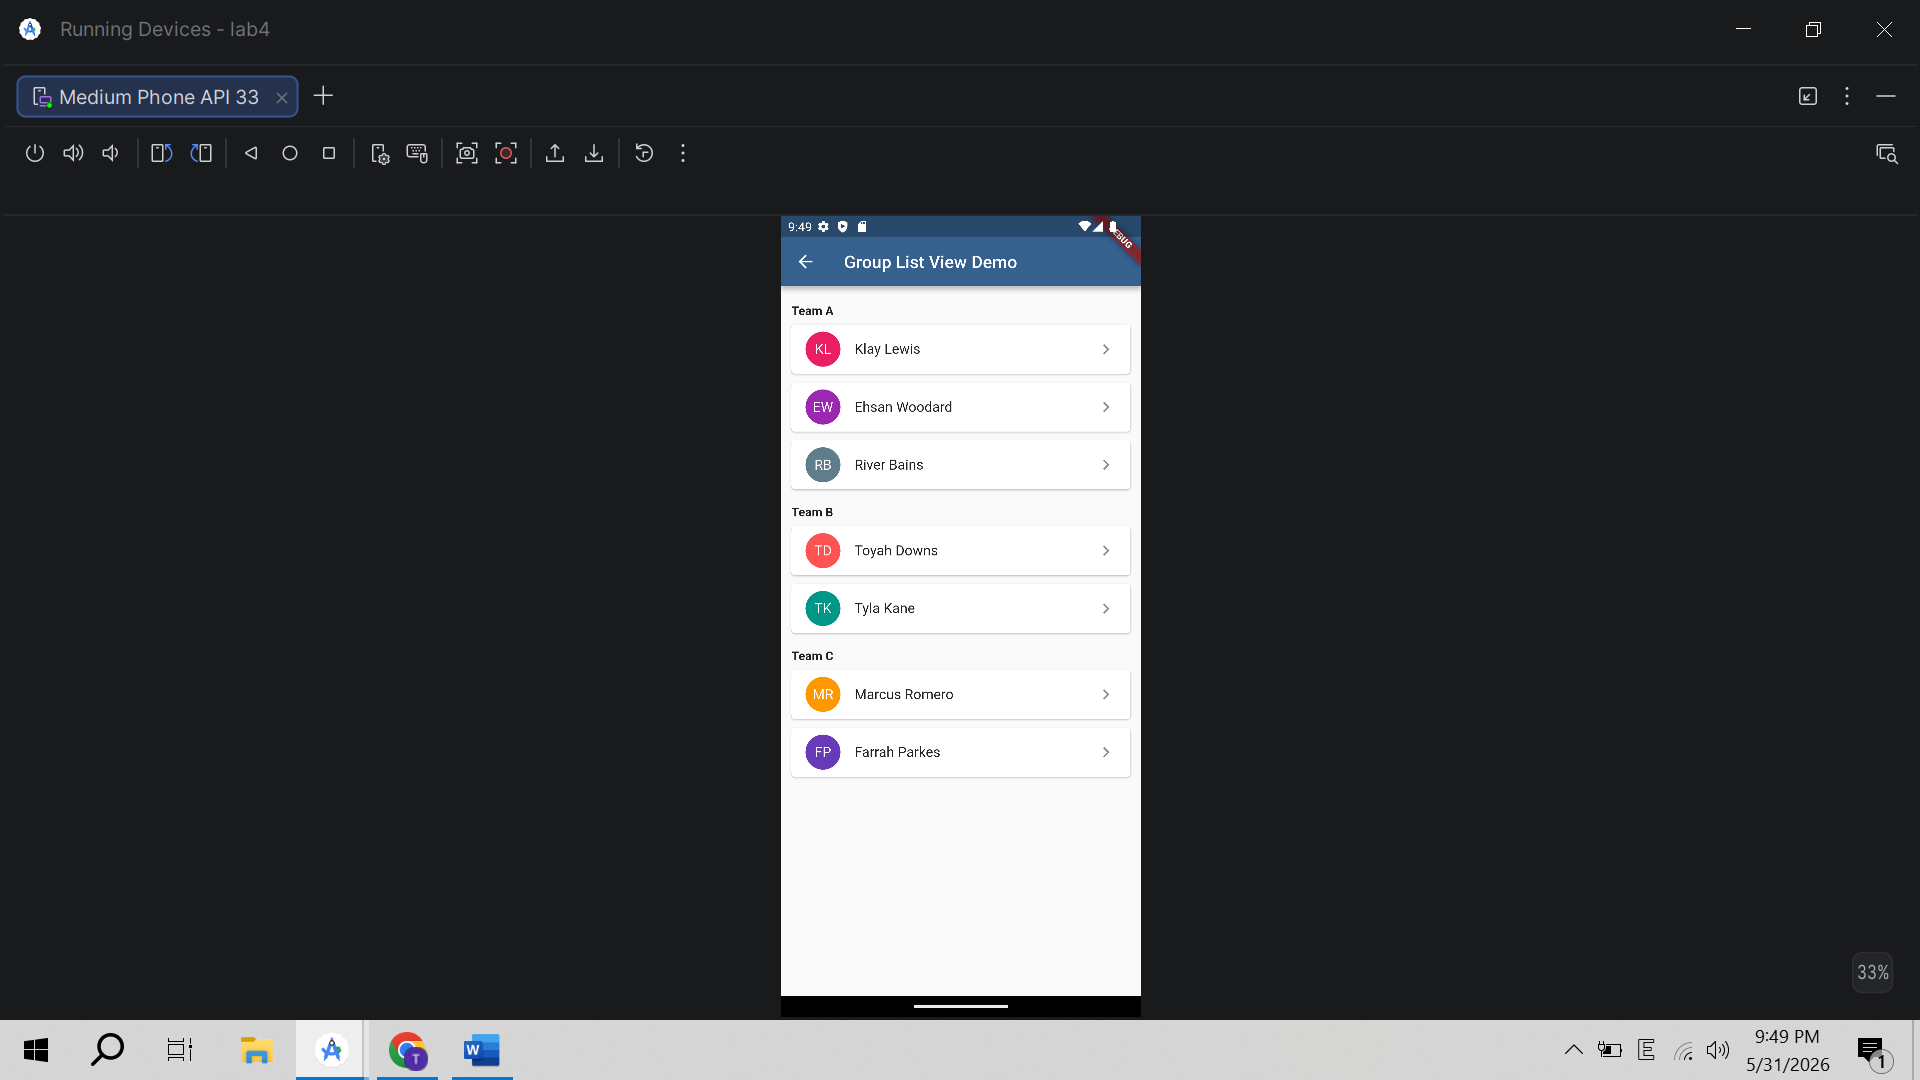 Running Devices - lab4
Medium Phone API 33
9:49
DEBUG
Group List View Demo
Team A
KL Klay Lewis
EW Ehsan Woodard
RB River Bains
Team B
TD Toyah Downs
TK Tyla Kane
Team C
MR Marcus Romero
FP Farrah Parkes
33%
T
W
E
9:49 PM
5/31/2026
1